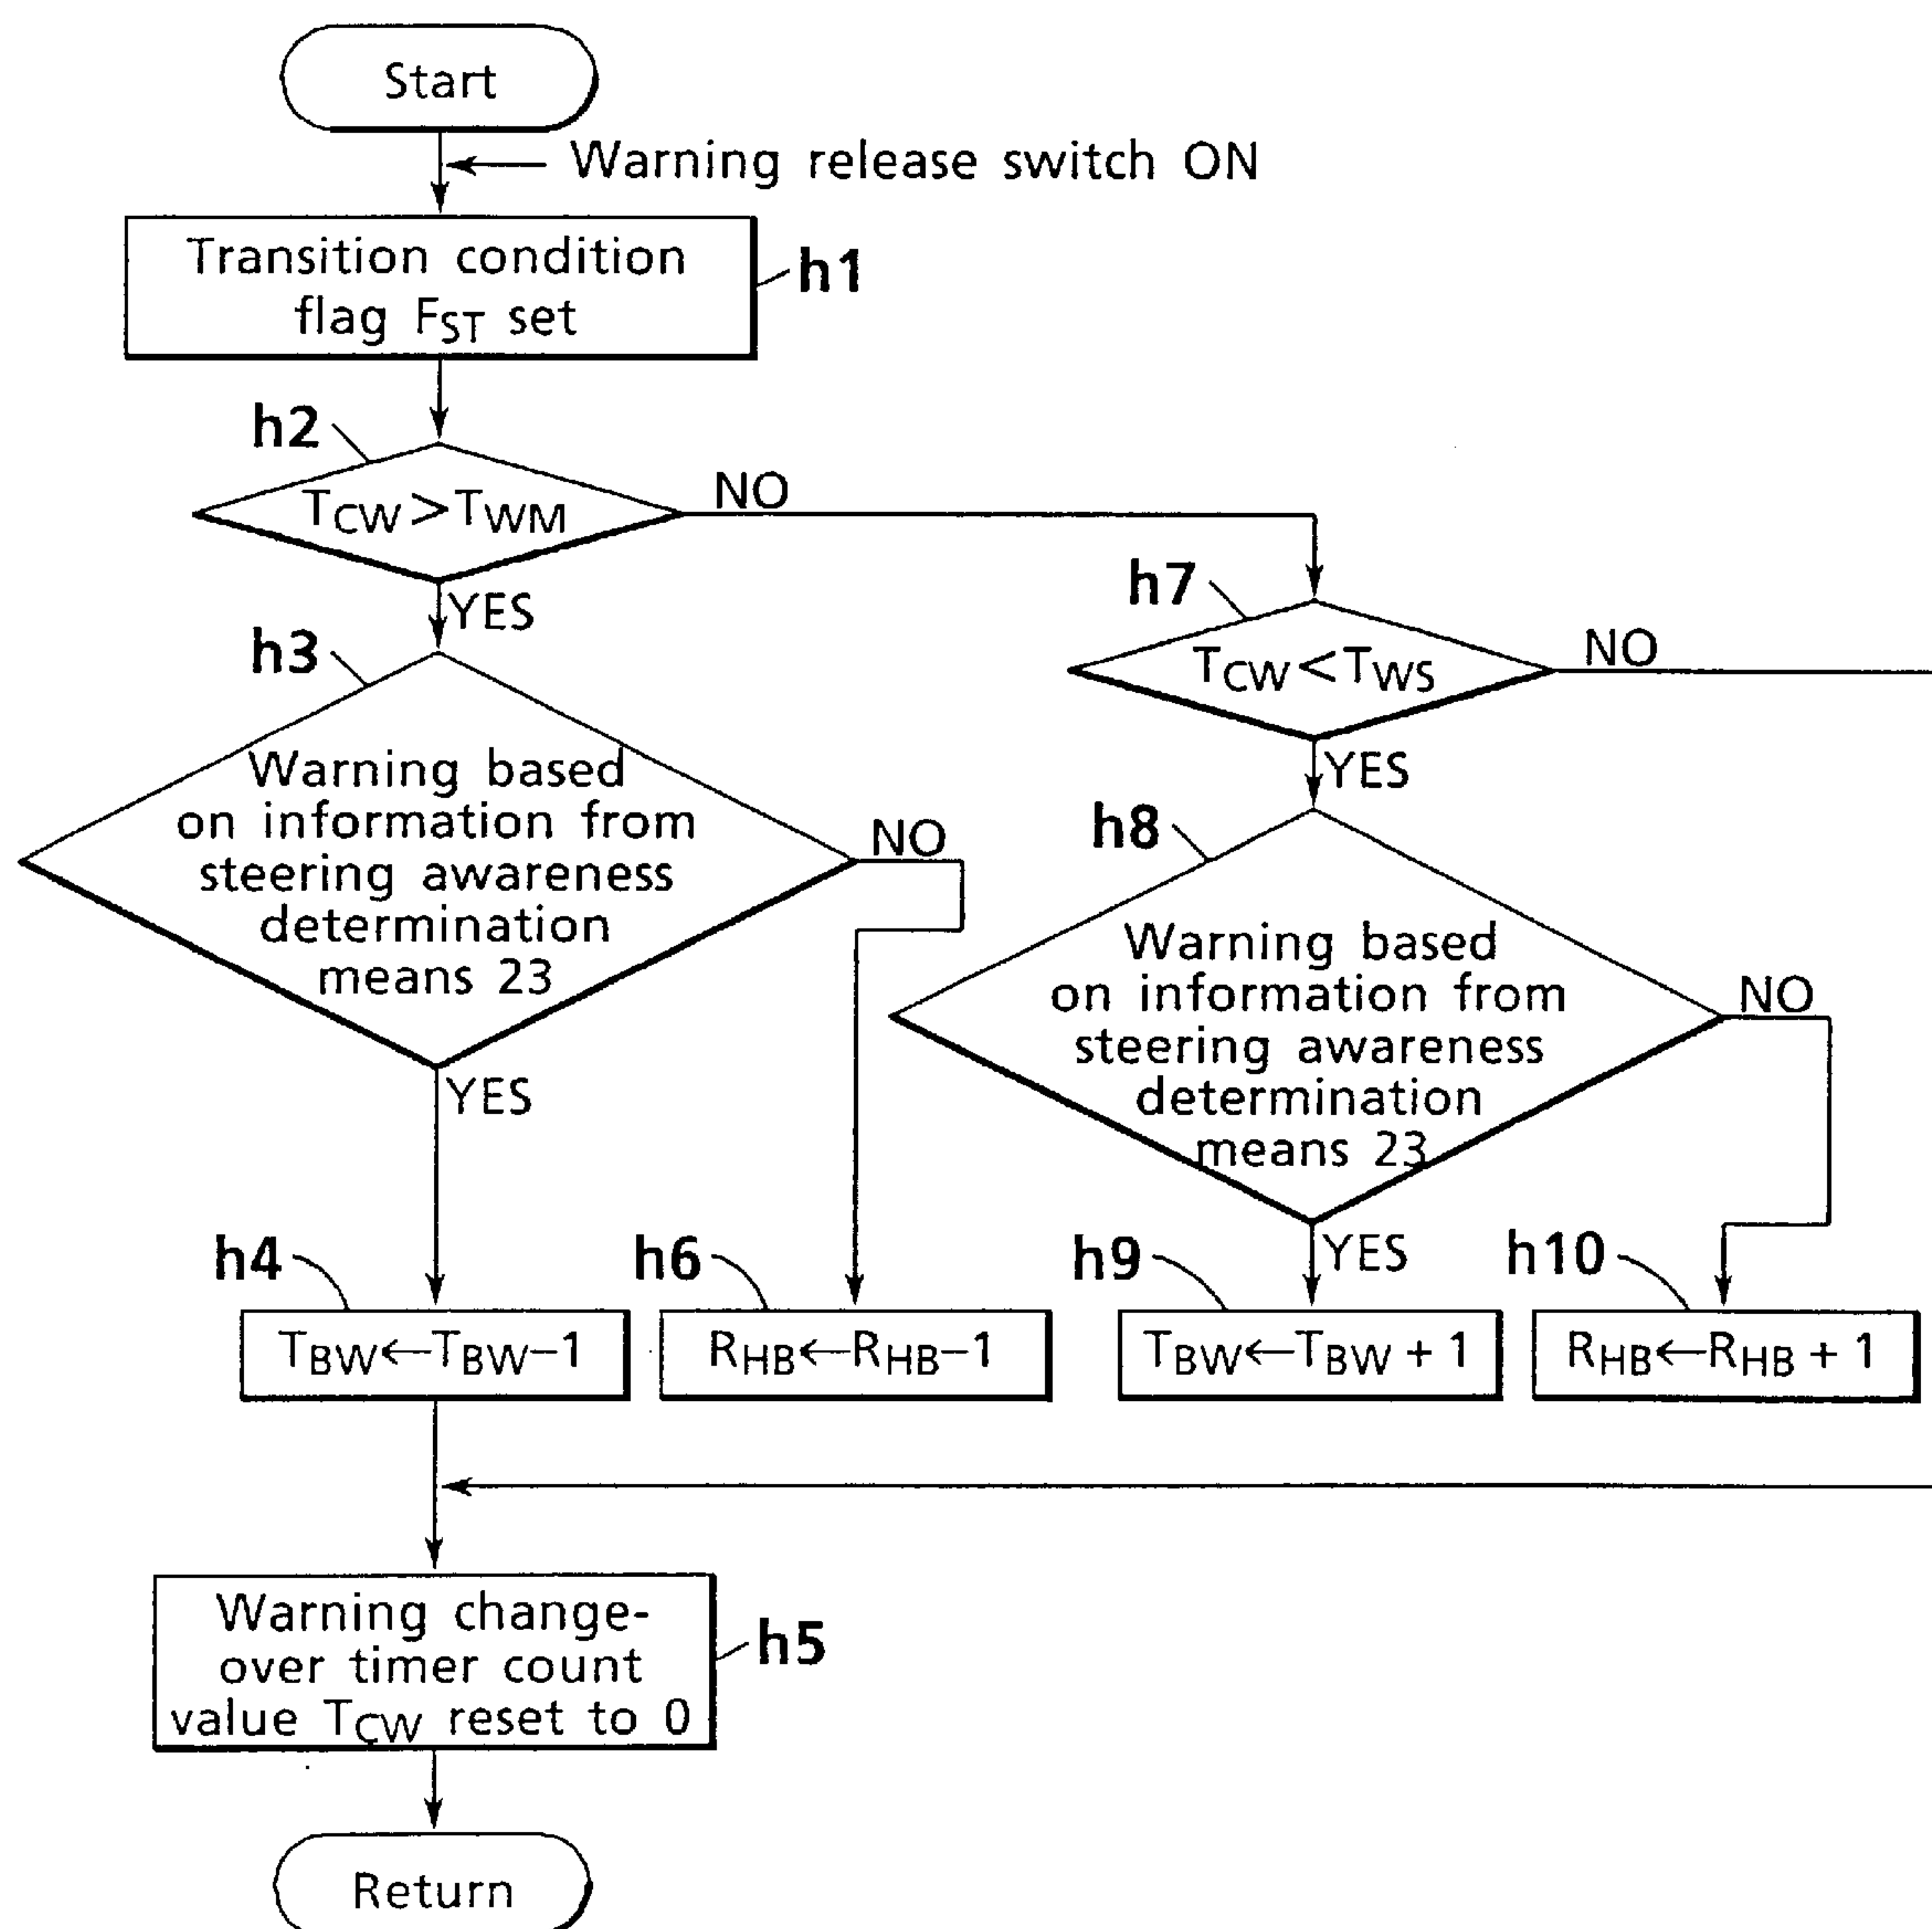 Start
Warning release switch ON
Transition condition
flag FST set
h1
h2
TCW>TWM
NO
YES
h7
TCW<TWS
NO
YES
h3
Warning based
on information from
steering awareness
determination
means 23
NO
YES
h8
Warning based
on information from
steering awareness
determination
means 23
NO
YES
h4
TBW←TBW−1
h6
RHB←RHB−1
h9
TBW←TBW+1
h10
RHB←RHB+1
Warning change-
over timer count
value TCW reset to 0
h5
Return